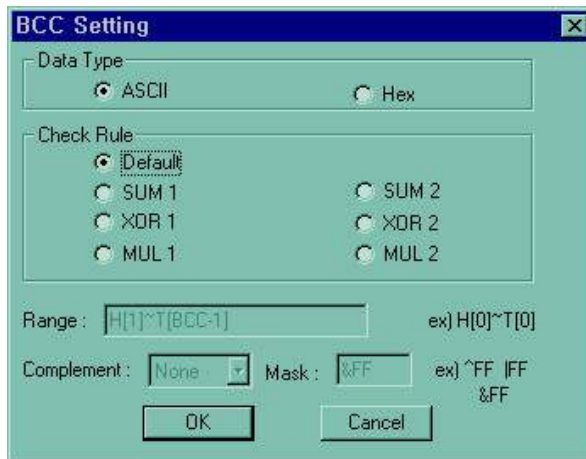 BCC Setting
Data Type
ASCII
Hex
Check Rule
Default
SUM 1
SUM 2
XOR 1
XOR 2
MUL 1
MUL 2
Range : H[1]~T[BCC-1] ex) H[0]~T[0]
Complement : None Mask : &FF ex) ^FF |FF
&FF
OK Cancel